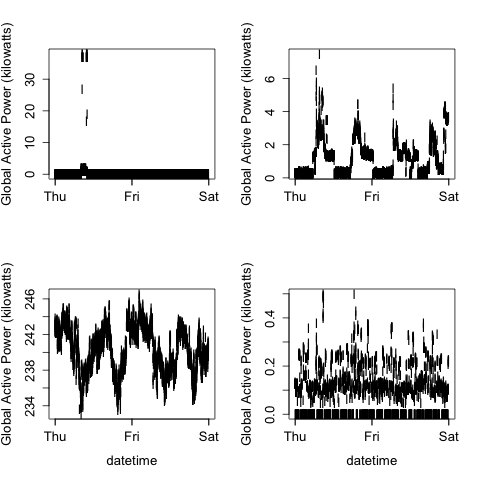 Global Active Power (kilowatts)
0 10 20 30
Thu Fri Sat
Global Active Power (kilowatts)
0 2 4 6
Thu Fri Sat
Global Active Power (kilowatts)
234 238 242 246
Thu Fri Sat
datetime
Global Active Power (kilowatts)
0.0 0.2 0.4
Thu Fri Sat
datetime